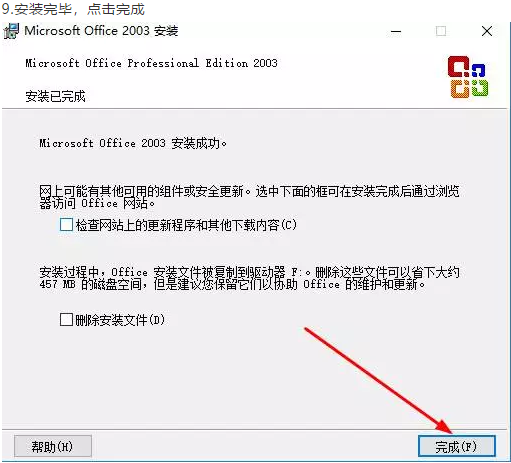 9.安装完毕，点击完成
Microsoft Office 2003 安装
Microsoft Office Professional Edition 2003
安装已完成
Microsoft Office 2003 安装成功。
网上可能有其他可用的组件或安全更新。选中下面的框可在安装完成后通过浏览
器访问 Office 网站。
检查网站上的更新程序和其他下载内容(C)
安装过程中，Office 安装文件被复制到驱动器 F:。删除这些文件可以省下大约
457 MB 的磁盘空间，但是建议您保留它们以协助 Office 的维护和更新。
删除安装文件(D)
帮助(H)
完成(F)